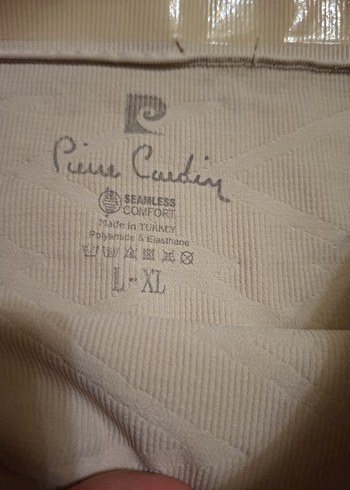 Pierre Cardin
SEAMLESS
COMFORT
Made in TURKEY
Polyamide & Elasthane
L-XL